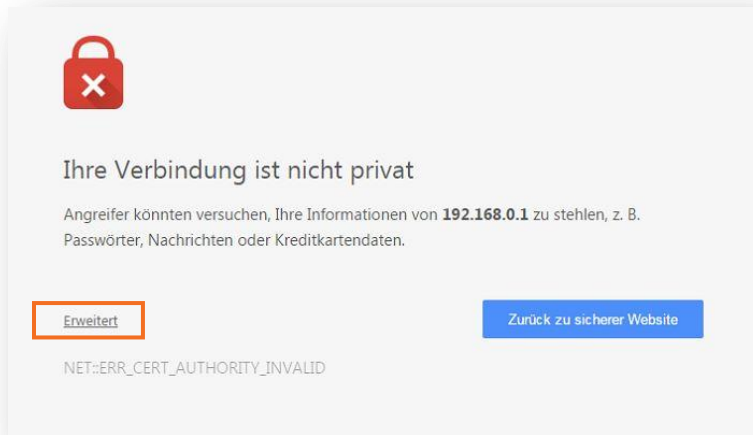 Ihre Verbindung ist nicht privat
Angreifer könnten versuchen, Ihre Informationen von 192.168.0.1 zu stehlen, z. B.
Passwörter, Nachrichten oder Kreditkartendaten.
Erweitert
Zurück zu sicherer Website
NET::ERR_CERT_AUTHORITY_INVALID